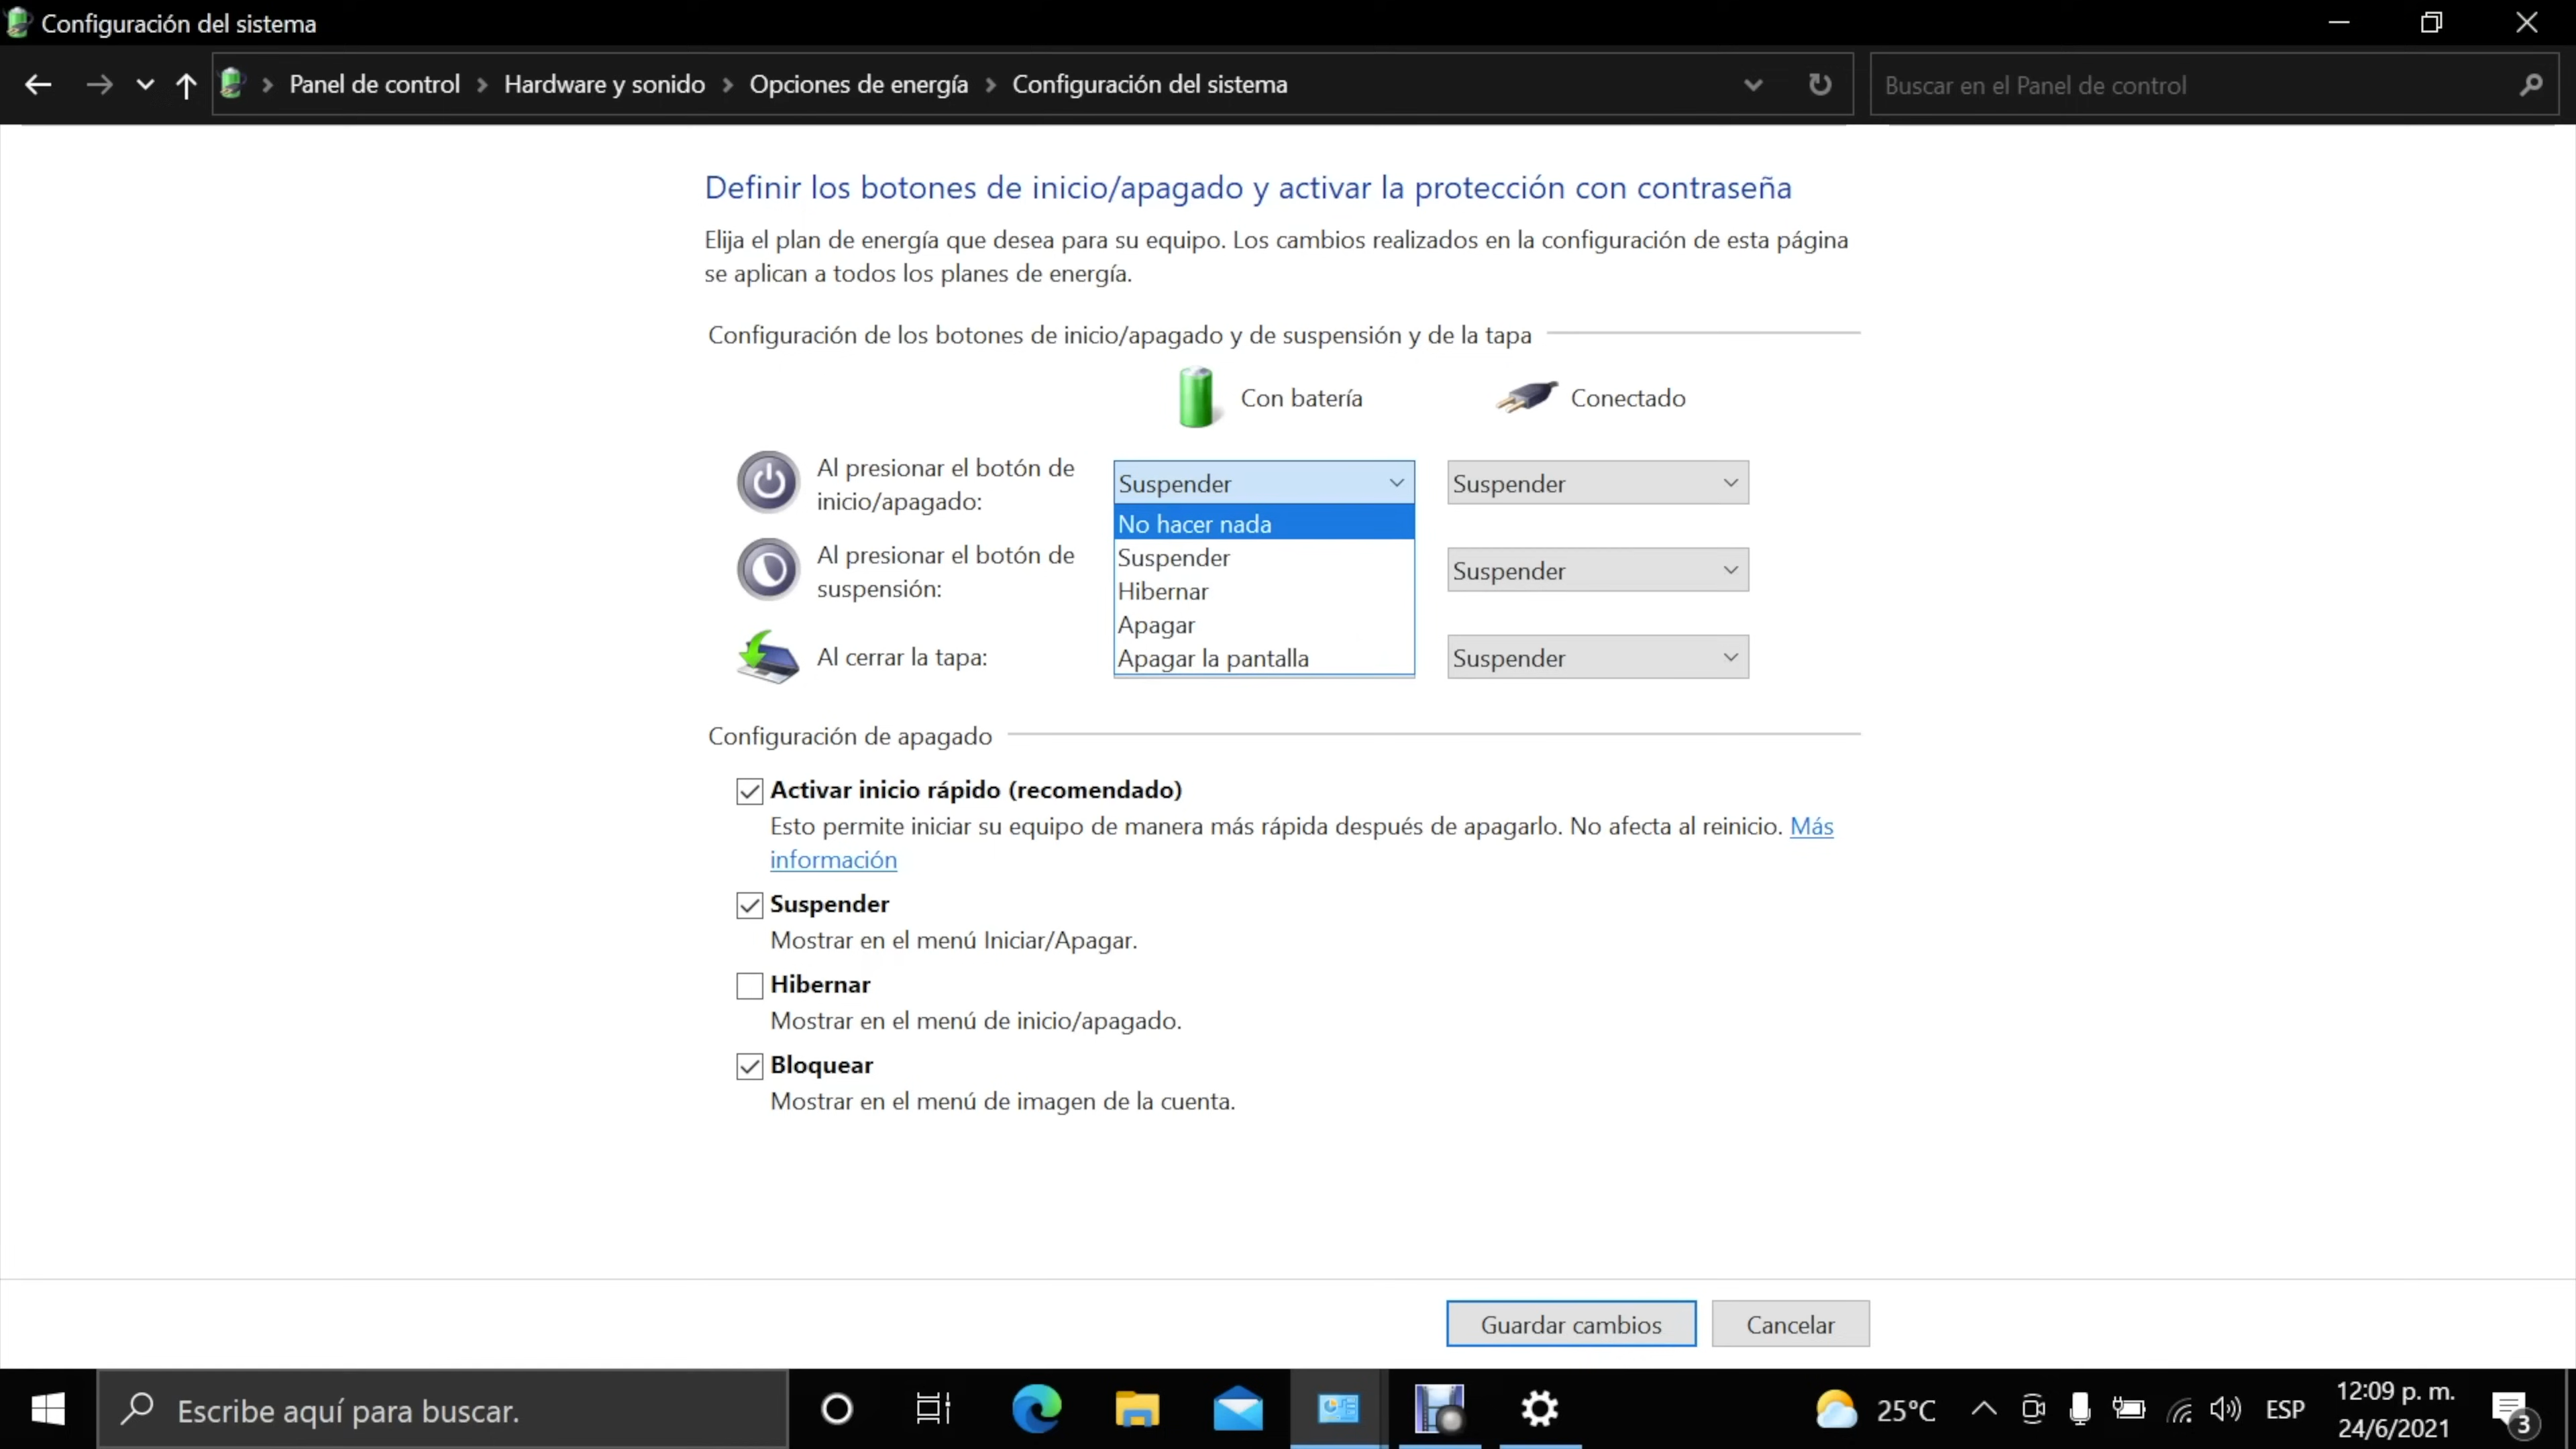 Configuración del sistema
Panel de control > Hardware y sonido > Opciones de energía > Configuración del sistema
Buscar en el Panel de control
Definir los botones de inicio/apagado y activar la protección con contraseña
Elija el plan de energía que desea para su equipo. Los cambios realizados en la configuración de esta página
se aplican a todos los planes de energía.
Configuración de los botones de inicio/apagado y de suspensión y de la tapa
Con batería
Conectado
Al presionar el botón de
inicio/apagado:
Suspender
Suspender
No hacer nada
Suspender
Hibernar
Apagar
Apagar la pantalla
Al presionar el botón de
suspensión:
Suspender
Al cerrar la tapa:
Suspender
Configuración de apagado
Activar inicio rápido (recomendado)
Esto permite iniciar su equipo de manera más rápida después de apagarlo. No afecta al reinicio. Más
información
Suspender
Mostrar en el menú Iniciar/Apagar.
Hibernar
Mostrar en el menú de inicio/apagado.
Bloquear
Mostrar en el menú de imagen de la cuenta.
Guardar cambios
Cancelar
Escribe aquí para buscar.
25°C
ESP
12:09 p. m.
24/6/2021
3